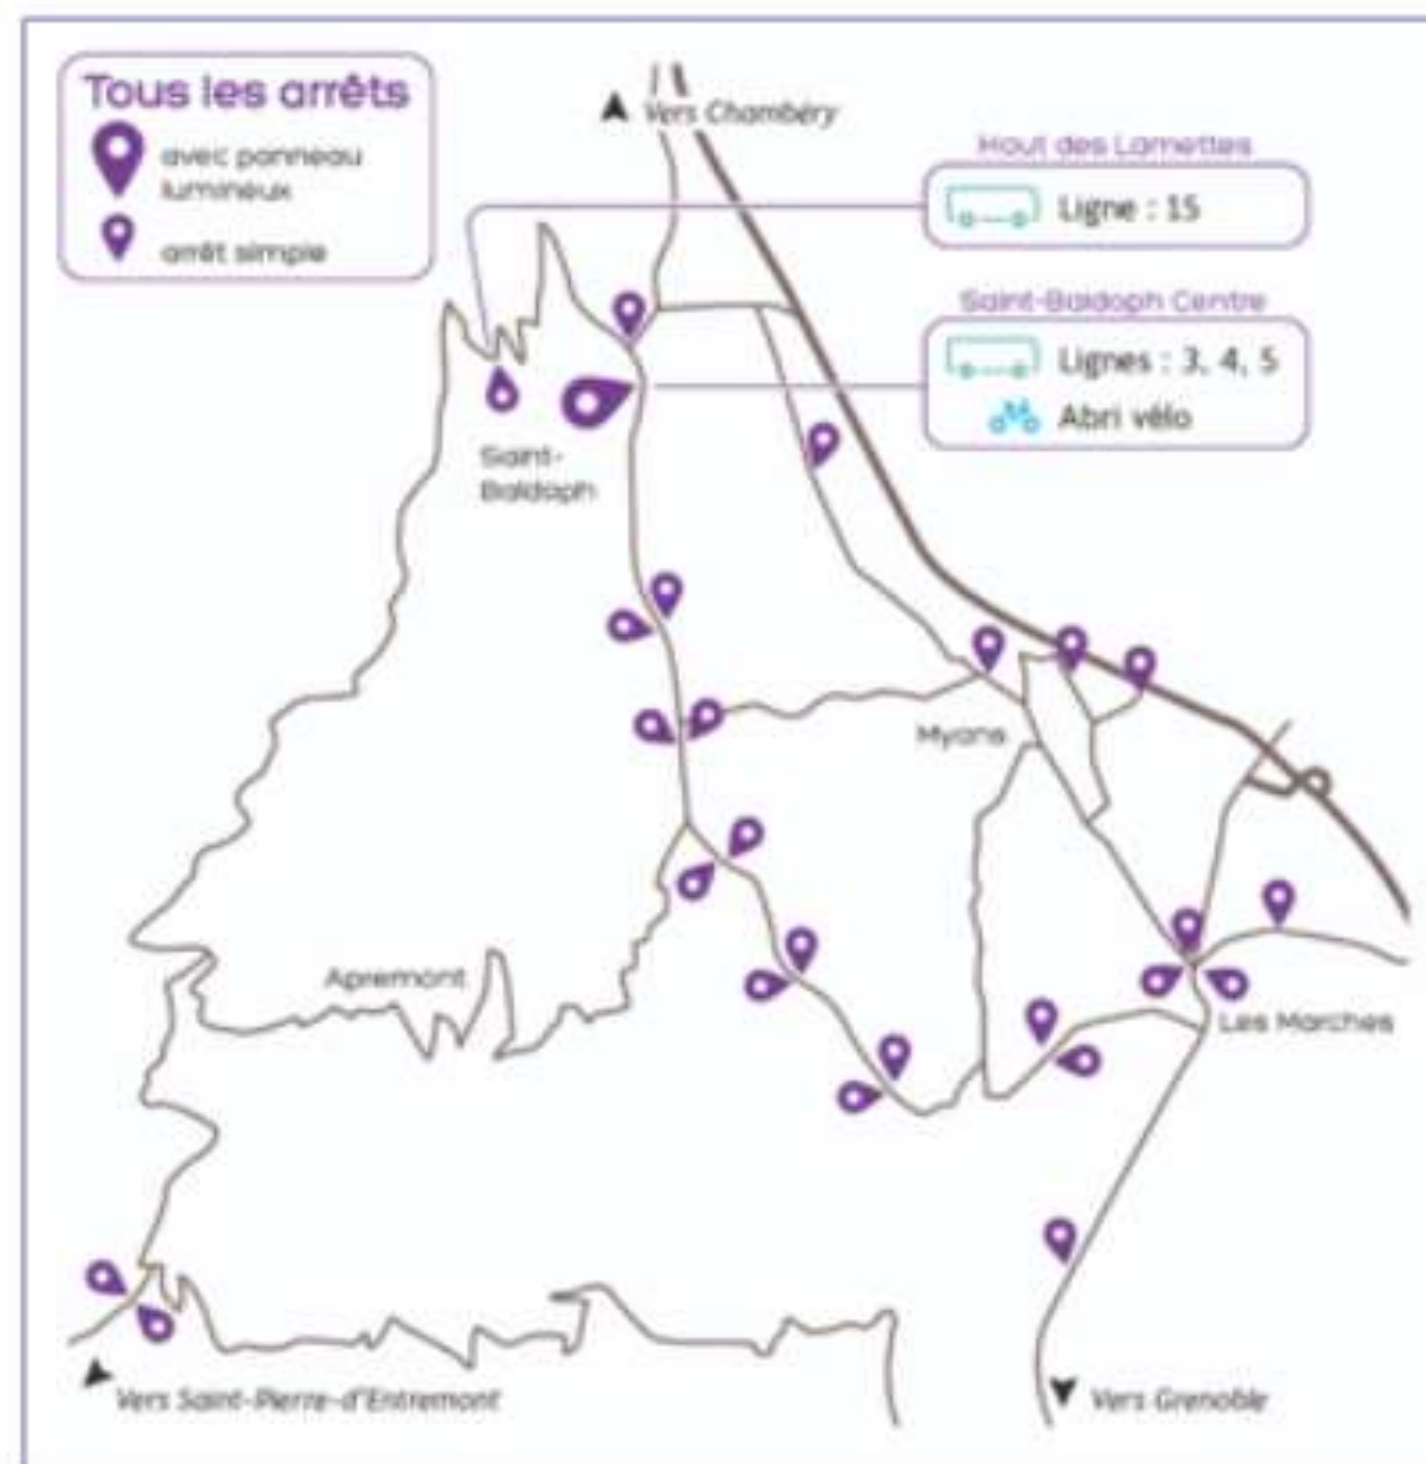 Tous les arrêts
avec panneau
lumineux
arrêt simple
Vers Chambéry
Haut des Lamettes
Ligne : 15
Saint-Baldoph Centre
Lignes : 3, 4, 5
Abri vélo
Saint-
Baldoph
Myans
Apremont
Les Marches
Vers Saint-Pierre-d'Entremont
Vers Grenoble